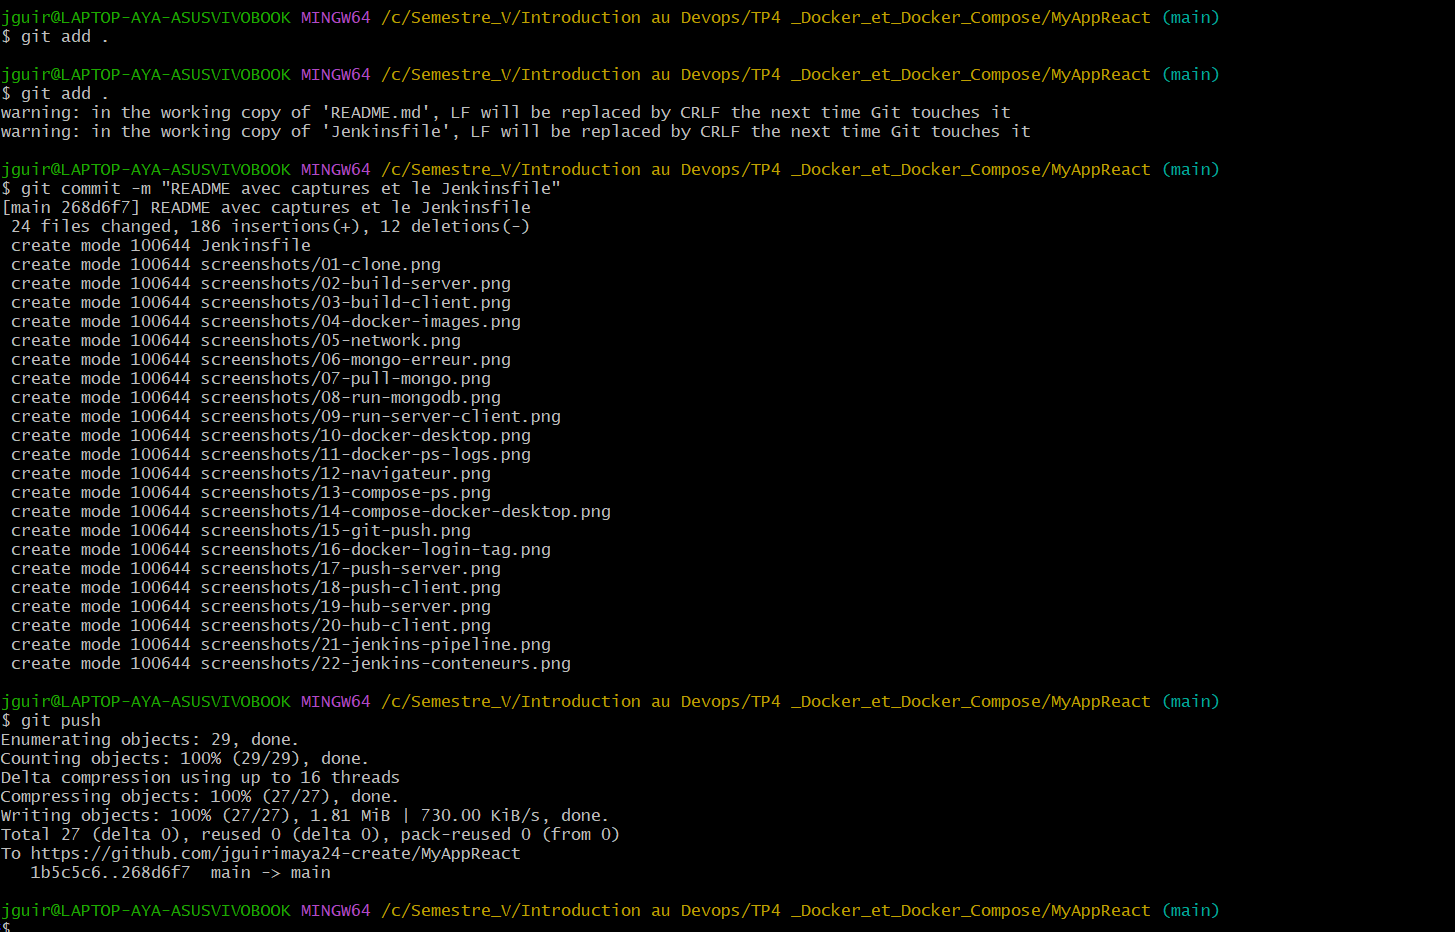 jguir@LAPTOP-AYA-ASUSVIVOBOOK MINGW64 /c/Semestre_V/Introduction au Devops/TP4 _Docker_et_Docker_Compose/MyAppReact (main)
$ git add .
jguir@LAPTOP-AYA-ASUSVIVOBOOK MINGW64 /c/Semestre_V/Introduction au Devops/TP4 _Docker_et_Docker_Compose/MyAppReact (main)
$ git add .
warning: in the working copy of 'README.md', LF will be replaced by CRLF the next time Git touches it
warning: in the working copy of 'Jenkinsfile', LF will be replaced by CRLF the next time Git touches it
jguir@LAPTOP-AYA-ASUSVIVOBOOK MINGW64 /c/Semestre_V/Introduction au Devops/TP4 _Docker_et_Docker_Compose/MyAppReact (main)
$ git commit -m "README avec captures et le Jenkinsfile"
[main 268d6f7] README avec captures et le Jenkinsfile
 24 files changed, 186 insertions(+), 12 deletions(-)
 create mode 100644 Jenkinsfile
 create mode 100644 screenshots/01-clone.png
 create mode 100644 screenshots/02-build-server.png
 create mode 100644 screenshots/03-build-client.png
 create mode 100644 screenshots/04-docker-images.png
 create mode 100644 screenshots/05-network.png
 create mode 100644 screenshots/06-mongo-erreur.png
 create mode 100644 screenshots/07-pull-mongo.png
 create mode 100644 screenshots/08-run-mongodb.png
 create mode 100644 screenshots/09-run-server-client.png
 create mode 100644 screenshots/10-docker-desktop.png
 create mode 100644 screenshots/11-docker-ps-logs.png
 create mode 100644 screenshots/12-navigateur.png
 create mode 100644 screenshots/13-compose-ps.png
 create mode 100644 screenshots/14-compose-docker-desktop.png
 create mode 100644 screenshots/15-git-push.png
 create mode 100644 screenshots/16-docker-login-tag.png
 create mode 100644 screenshots/17-push-server.png
 create mode 100644 screenshots/18-push-client.png
 create mode 100644 screenshots/19-hub-server.png
 create mode 100644 screenshots/20-hub-client.png
 create mode 100644 screenshots/21-jenkins-pipeline.png
 create mode 100644 screenshots/22-jenkins-conteneurs.png
jguir@LAPTOP-AYA-ASUSVIVOBOOK MINGW64 /c/Semestre_V/Introduction au Devops/TP4 _Docker_et_Docker_Compose/MyAppReact (main)
$ git push
Enumerating objects: 29, done.
Counting objects: 100% (29/29), done.
Delta compression using up to 16 threads
Compressing objects: 100% (27/27), done.
Writing objects: 100% (27/27), 1.81 MiB | 730.00 KiB/s, done.
Total 27 (delta 0), reused 0 (delta 0), pack-reused 0 (from 0)
To https://github.com/jguirimaya24-create/MyAppReact
   1b5c5c6..268d6f7  main -> main
jguir@LAPTOP-AYA-ASUSVIVOBOOK MINGW64 /c/Semestre_V/Introduction au Devops/TP4 _Docker_et_Docker_Compose/MyAppReact (main)
$